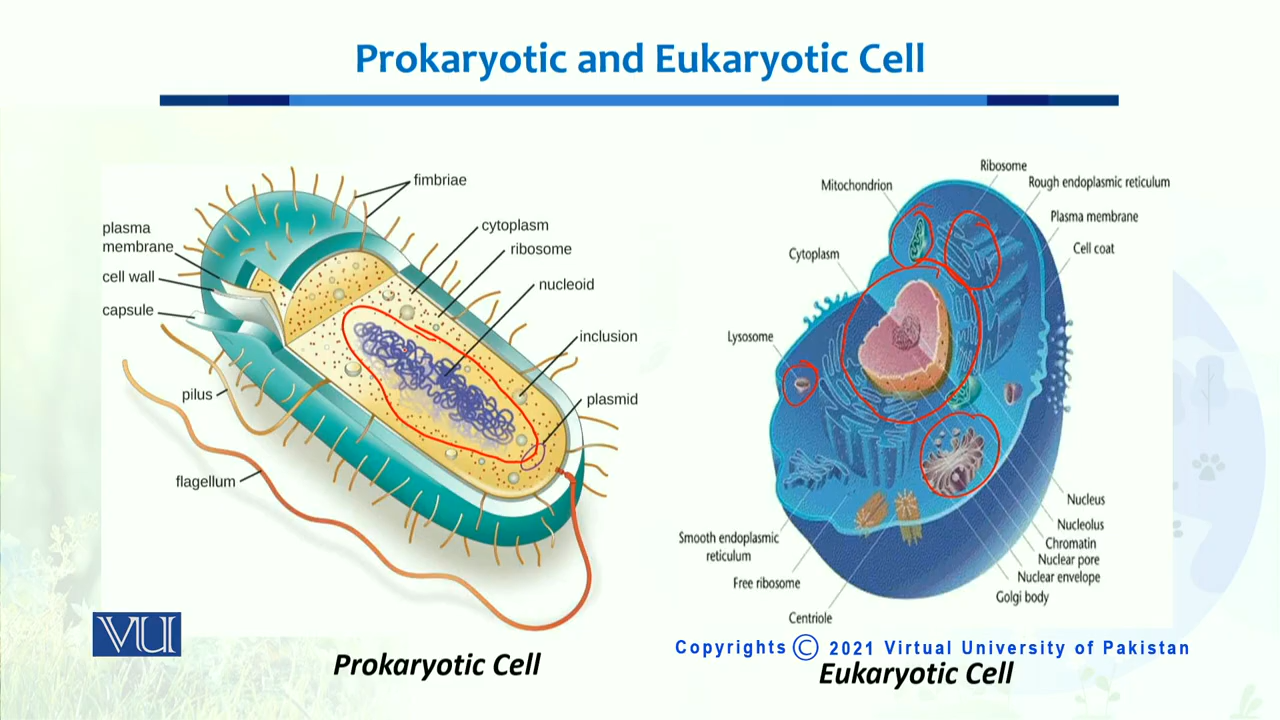 Prokaryotic and Eukaryotic Cell
fimbriae
plasma
membrane
cell wall
capsule
cytoplasm
ribosome
nucleoid
inclusion
plasmid
pilus
flagellum
Prokaryotic Cell
Ribosome
Mitochondrion
Rough endoplasmic reticulum
Plasma membrane
Cell coat
Cytoplasm
Lysosome
Nucleus
Nucleolus
Chromatin
Nuclear pore
Nuclear envelope
Golgi body
Smooth endoplasmic
reticulum
Free ribosome
Centriole
VU
Copyrights © 2021 Virtual University of Pakistan
Eukaryotic Cell